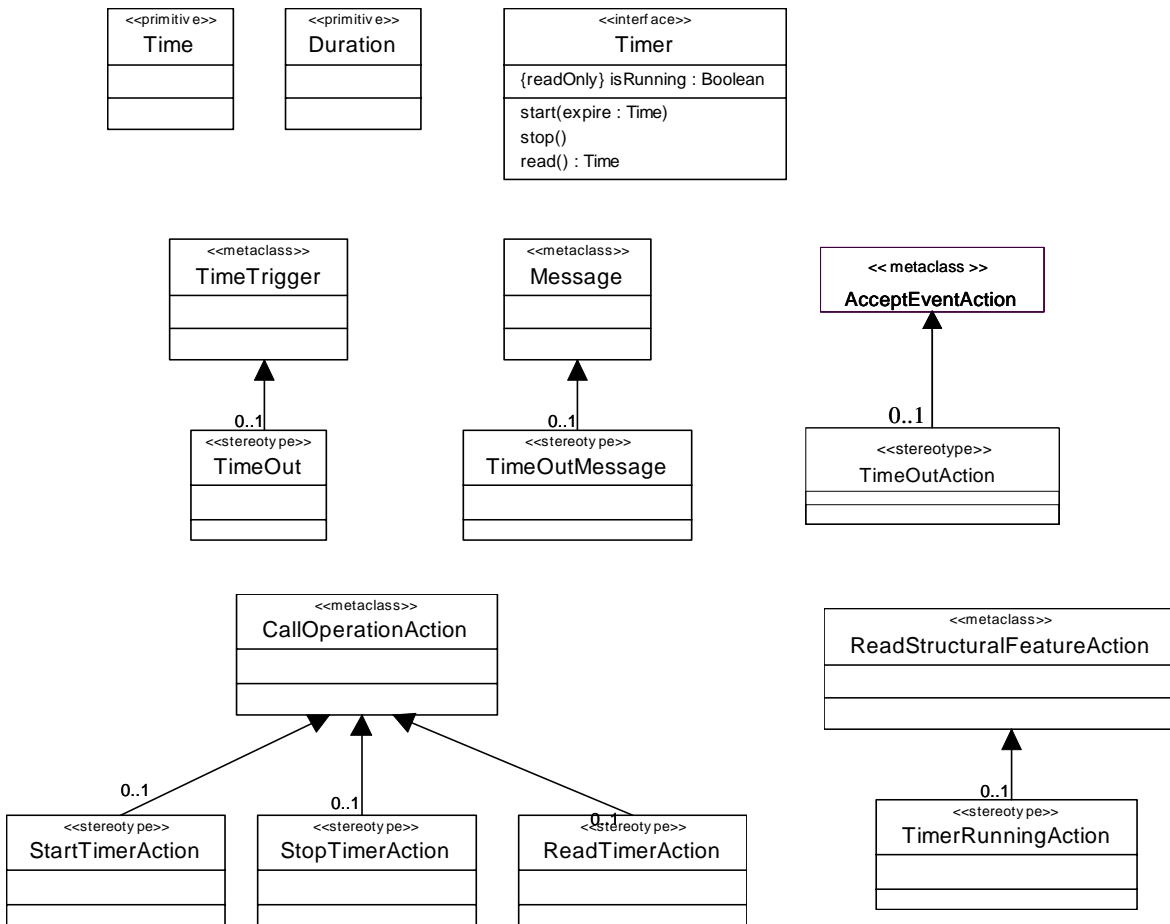 <<primitive>>
Time
<<primitive>>
Duration
<<interface>>
Timer
{readOnly} isRunning : Boolean
start(expire : Time)
stop()
read() : Time
<<metaclass>>
TimeTrigger
<<metaclass>>
Message
<< metaclass >>
AcceptEventAction
0..1
0..1
0..1
<<stereotype>>
TimeOut
<<stereotype>>
TimeOutMessage
<<stereotype>>
TimeOutAction
<<metaclass>>
CallOperationAction
<<metaclass>>
ReadStructuralFeatureAction
0..1
0..1
0..1
0..1
<<stereotype>>
StartTimerAction
<<stereotype>>
StopTimerAction
<<stereotype>>
ReadTimerAction
<<stereotype>>
TimerRunningAction